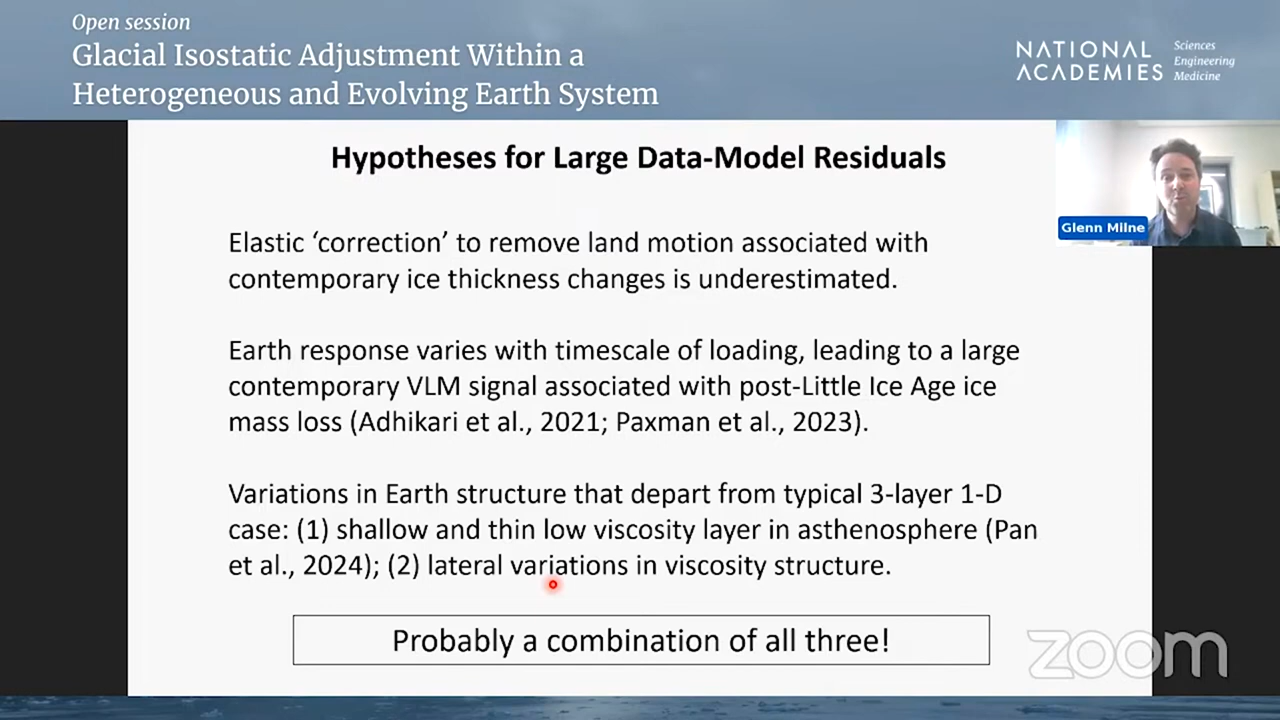 Open session
Glacial Isostatic Adjustment Within a
Heterogeneous and Evolving Earth System
NATIONAL
ACADEMIES
Sciences
Engineering
Medicine
Hypotheses for Large Data-Model Residuals
Glenn Milne
Elastic ‘correction’ to remove land motion associated with
contemporary ice thickness changes is underestimated.
Earth response varies with timescale of loading, leading to a large
contemporary VLM signal associated with post-Little Ice Age ice
mass loss (Adhikari et al., 2021; Paxman et al., 2023).
Variations in Earth structure that depart from typical 3-layer 1-D
case: (1) shallow and thin low viscosity layer in asthenosphere (Pan
et al., 2024); (2) lateral variations in viscosity structure.
Probably a combination of all three!
zoom